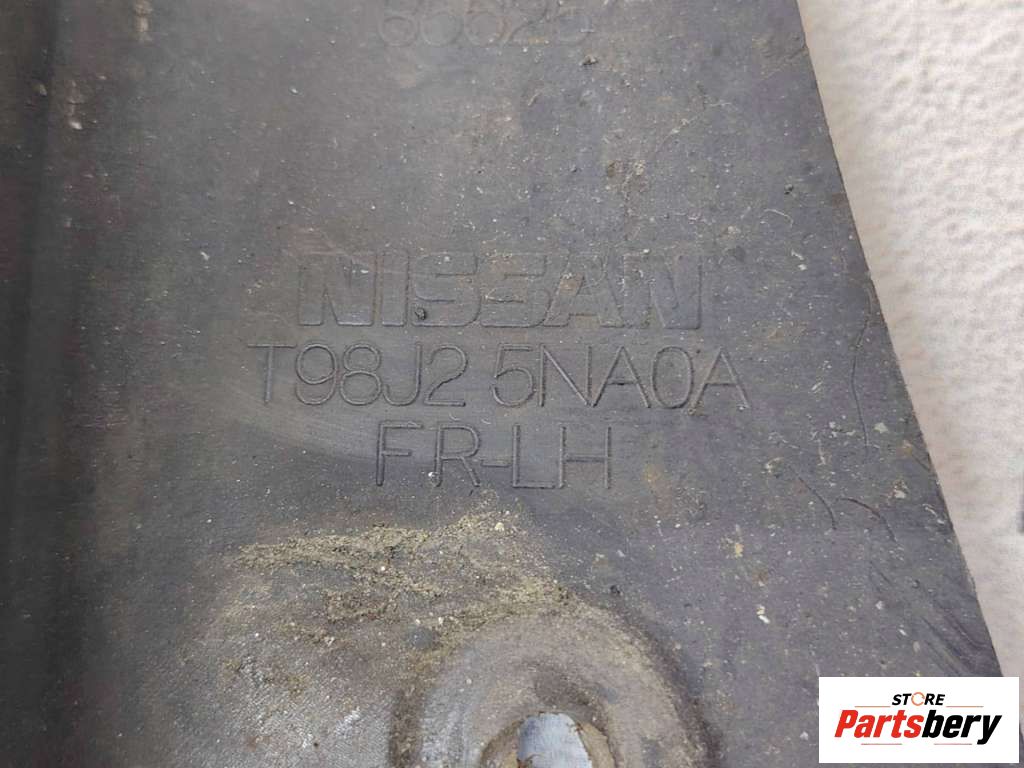 NISSAN
T98J2 5NA0A
FR-LH
STORE
Partsbery